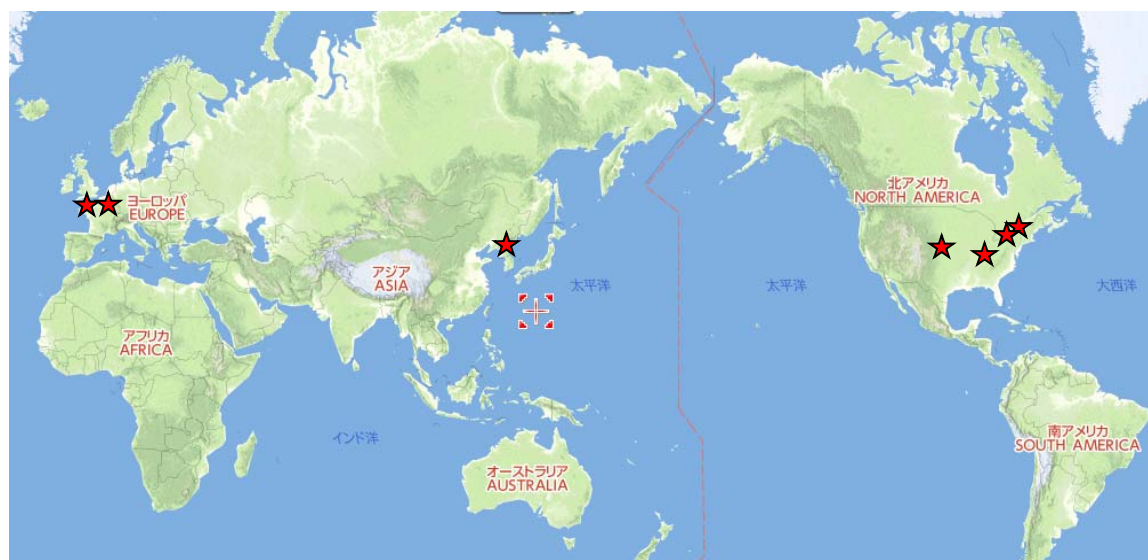 北アメリカ
NORTH AMERICA
ヨーロッパ
EUROPE
アジア
ASIA
太平洋
太平洋
大西洋
アフリカ
AFRICA
インド洋
南アメリカ
SOUTH AMERICA
オーストラリア
AUSTRALIA